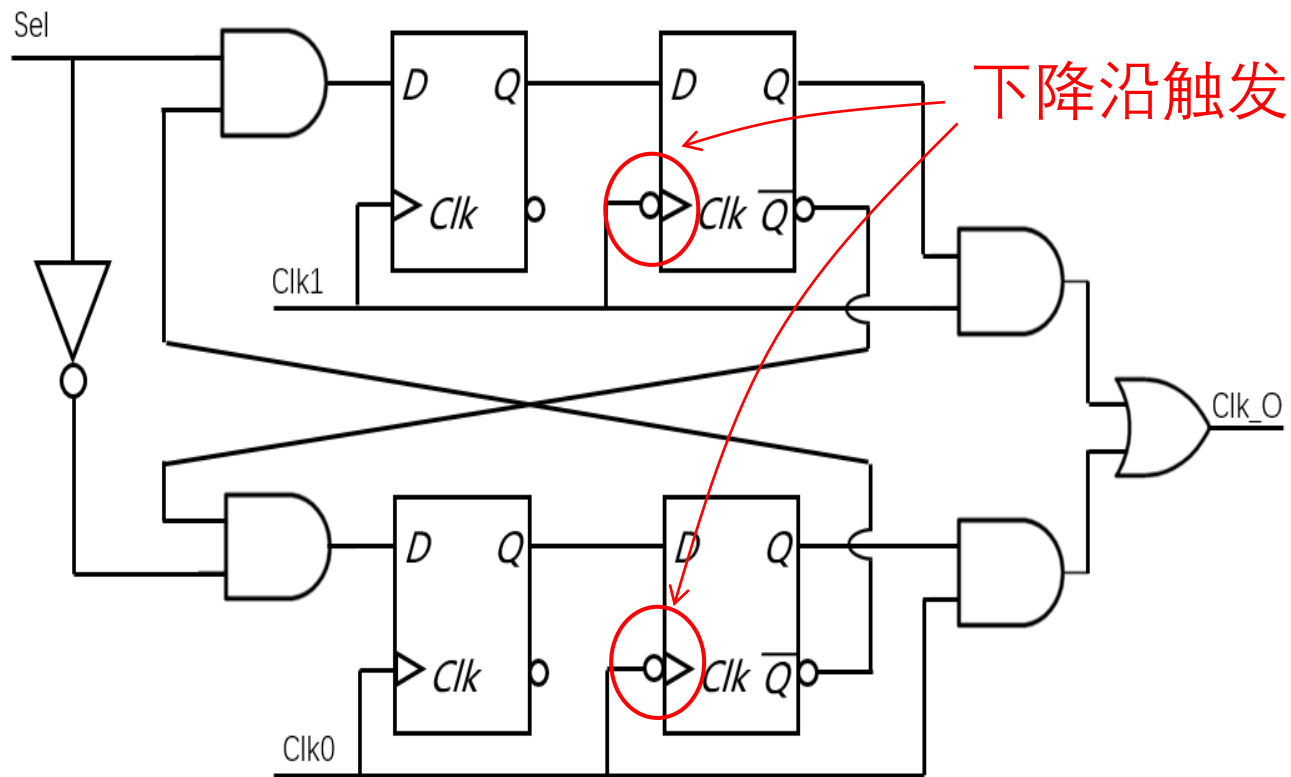 Sel
D Q D Q 下降沿触发
Clk Clk Q̅
Clk1
Clk_O
D Q D Q
Clk Clk Q̅
Clk0